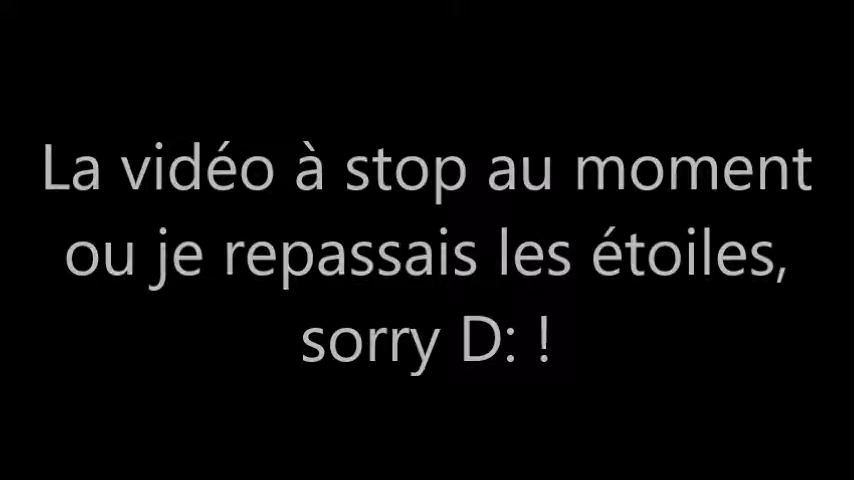 La vidéo à stop au moment
ou je repassais les étoiles,
sorry D: !